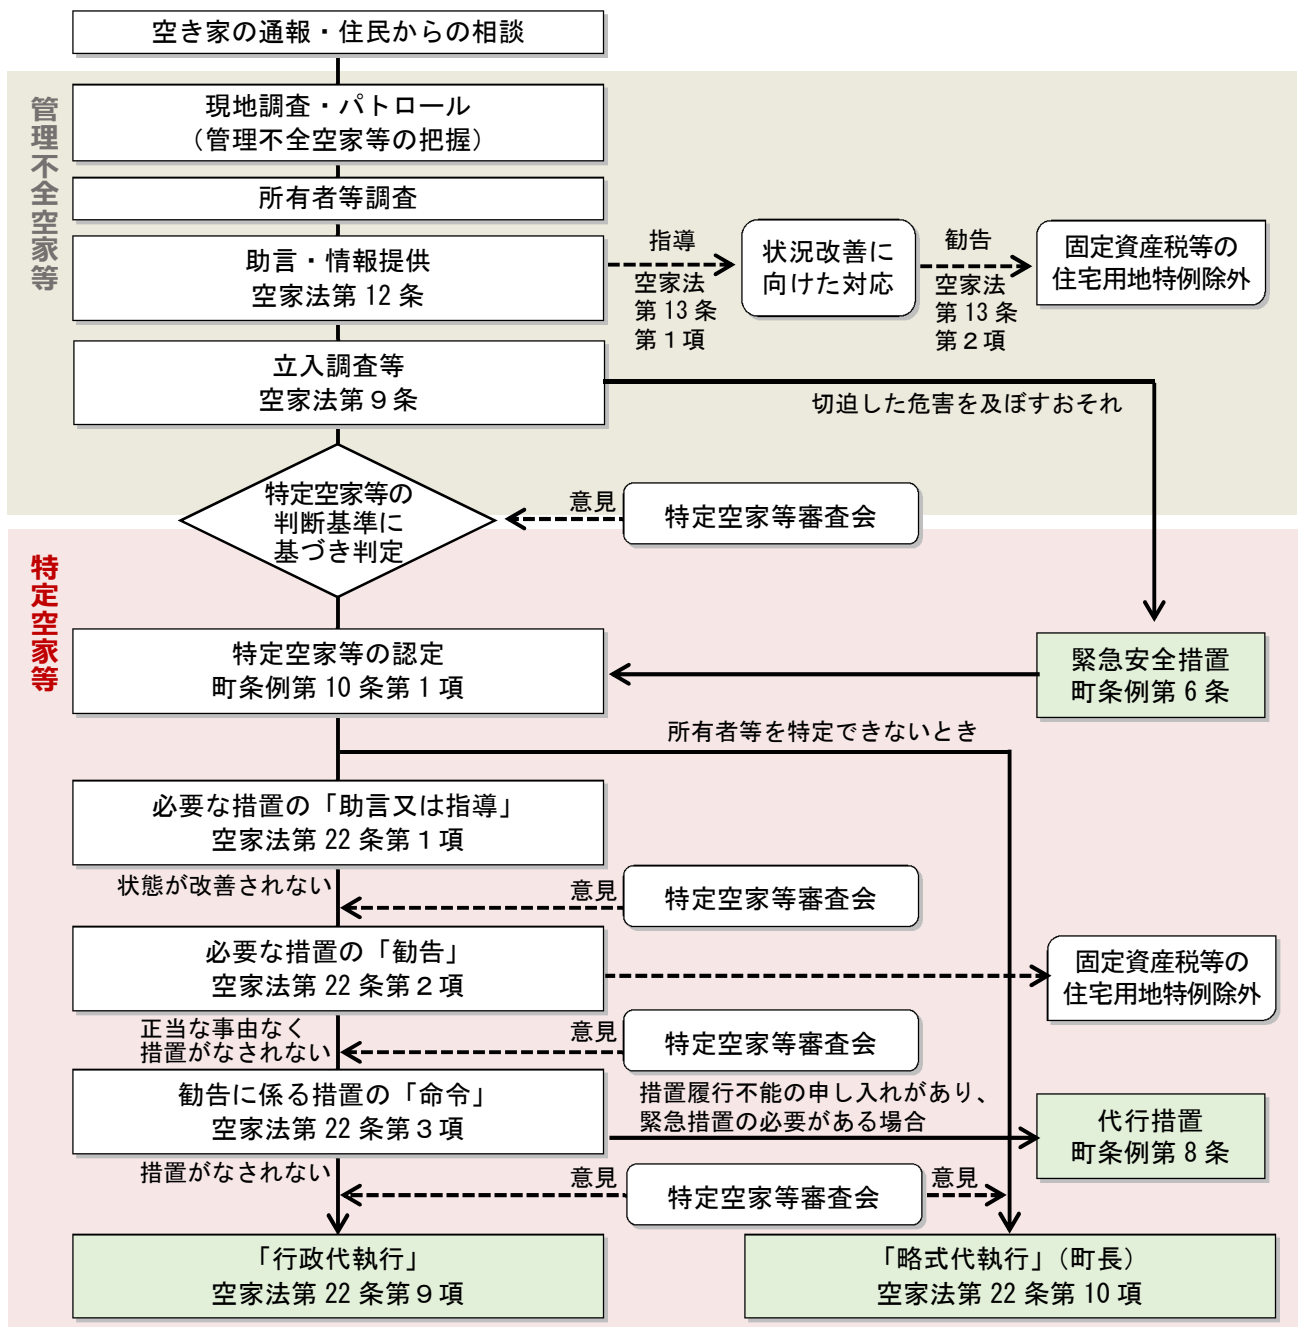 空き家の通報・住民からの相談
管理不全空家等
現地調査・パトロール
（管理不全空家等の把握）
所有者等調査
助言・情報提供
空家法第 12 条
指導
空家法
第 13 条
第１項
状況改善に
向けた対応
勧告
空家法
第 13 条
第２項
固定資産税等の
住宅用地特例除外
立入調査等
空家法第９条
切迫した危害を及ぼすおそれ
特定空家等の
判断基準に
基づき判定
意見
特定空家等審査会
特定空家等
特定空家等の認定
町条例第 10 条第１項
緊急安全措置
町条例第６条
所有者等を特定できないとき
必要な措置の「助言又は指導」
空家法第 22 条第１項
状態が改善されない
意見
特定空家等審査会
必要な措置の「勧告」
空家法第 22 条第２項
固定資産税等の
住宅用地特例除外
正当な事由なく
措置がなされない
意見
特定空家等審査会
勧告に係る措置の「命令」
空家法第 22 条第３項
措置履行不能の申し入れがあり、
緊急措置の必要がある場合
代行措置
町条例第８条
措置がなされない
意見
特定空家等審査会
意見
「行政代執行」
空家法第 22 条第９項
「略式代執行」（町長）
空家法第 22 条第 10 項